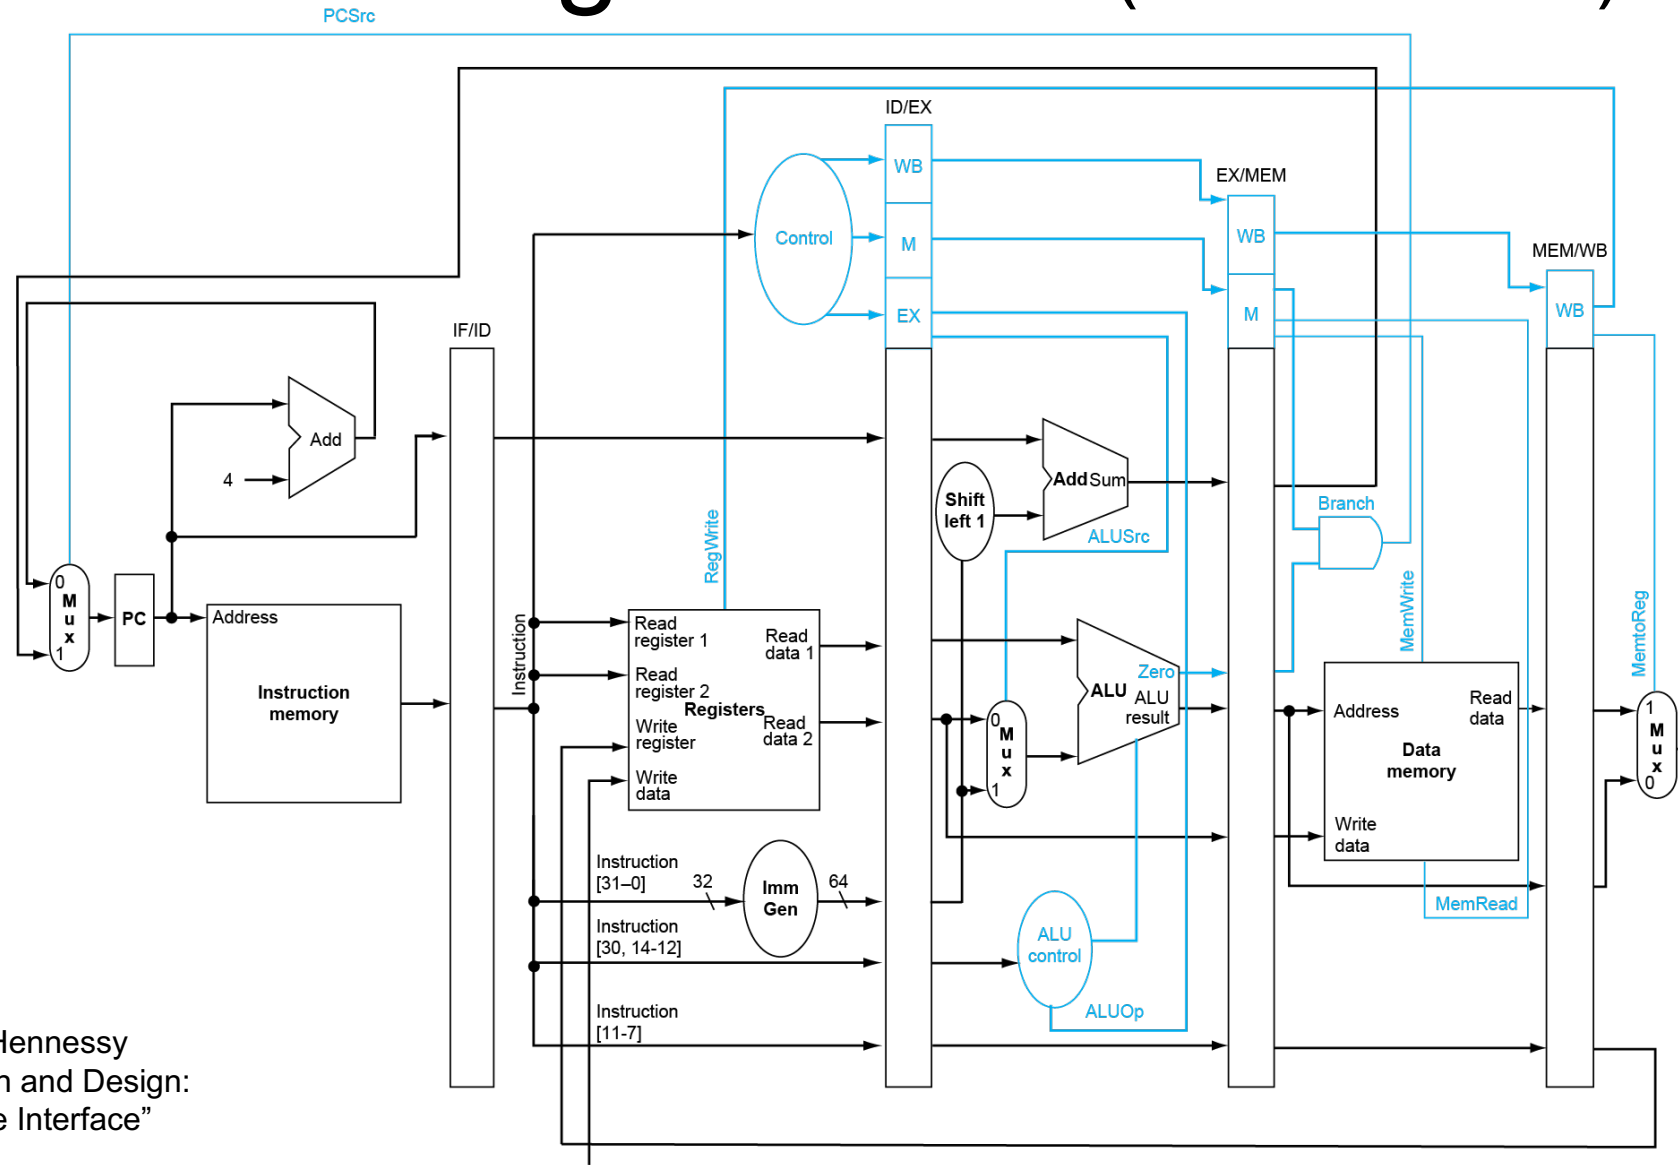 PCSrc
ID/EX
WB
EX/MEM
Control
M
WB
MEM/WB
EX
M
WB
IF/ID
Add
4
Add Sum
Shift
left 1
Branch
ALUSrc
RegWrite
MemWrite
MemtoReg
0
M
u
x
1
PC
Address
Instruction
memory
Instruction
Read
register 1
Read
data 1
Read
register 2
Registers
Write
register
Read
data 2
Write
data
Zero
ALU
ALU
result
0
M
u
x
1
Address
Read
data
Data
memory
Write
data
1
M
u
x
0
MemRead
Instruction
[31–0]
32
Imm
Gen
64
Instruction
[30, 14-12]
ALU
control
Instruction
[11-7]
ALUOp
Hennessy
and Design:
Interface”